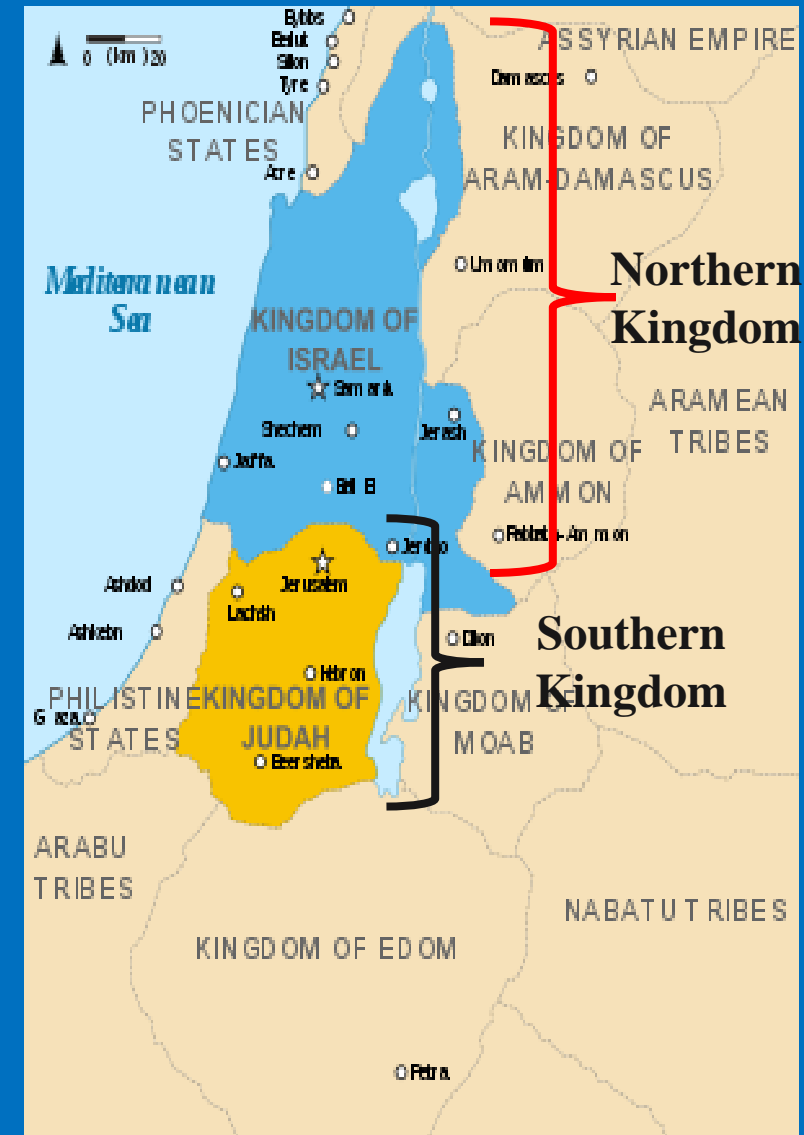 Byblos
Beirut
0 (km) 20
Sidon
ASSYRIAN EMPIRE
Tyre
Damascus
PHOENICIAN
STATES
KINGDOM OF
ARAM-DAMASCUS
Acre
Mediterranean
Sea
Northern
Kingdom
KINGDOM OF
ISRAEL
Samaria
ARAMEAN
TRIBES
Shechem
Jerash
Jaffa
KINGDOM OF
AMMON
Beit El
Rabbath-Ammon
Jericho
Jerusalem
Ashdod
Lachish
Ashkelon
Southern
Kingdom
Dibon
Hebron
PHILISTINE
STATES
Gaza
KINGDOM OF
JUDAH
KINGDOM OF
MOAB
Beersheba
ARABU
TRIBES
NABATU TRIBES
KINGDOM OF EDOM
Petra